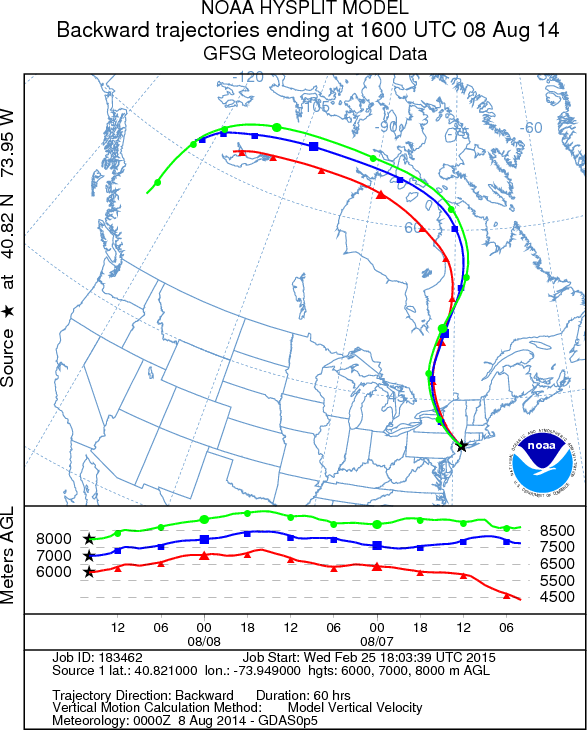 NOAA HYSPLIT MODEL
Backward trajectories ending at 1600 UTC 08 Aug 14
GFSG Meteorological Data
Source ★ at 40.82 N 73.95 W
-120
-90
-75
-60
60
noaa
Meters AGL
8000
7000
6000
8500
7500
6500
5500
4500
12 06 00 18 12 06 00 18 12 06
08/08 08/07
Job ID: 183462 Job Start: Wed Feb 25 18:03:39 UTC 2015
Source 1 lat.: 40.821000 lon.: -73.949000 hgts: 6000, 7000, 8000 m AGL
Trajectory Direction: Backward Duration: 60 hrs
Vertical Motion Calculation Method: Model Vertical Velocity
Meteorology: 0000Z 8 Aug 2014 - GDAS0p5